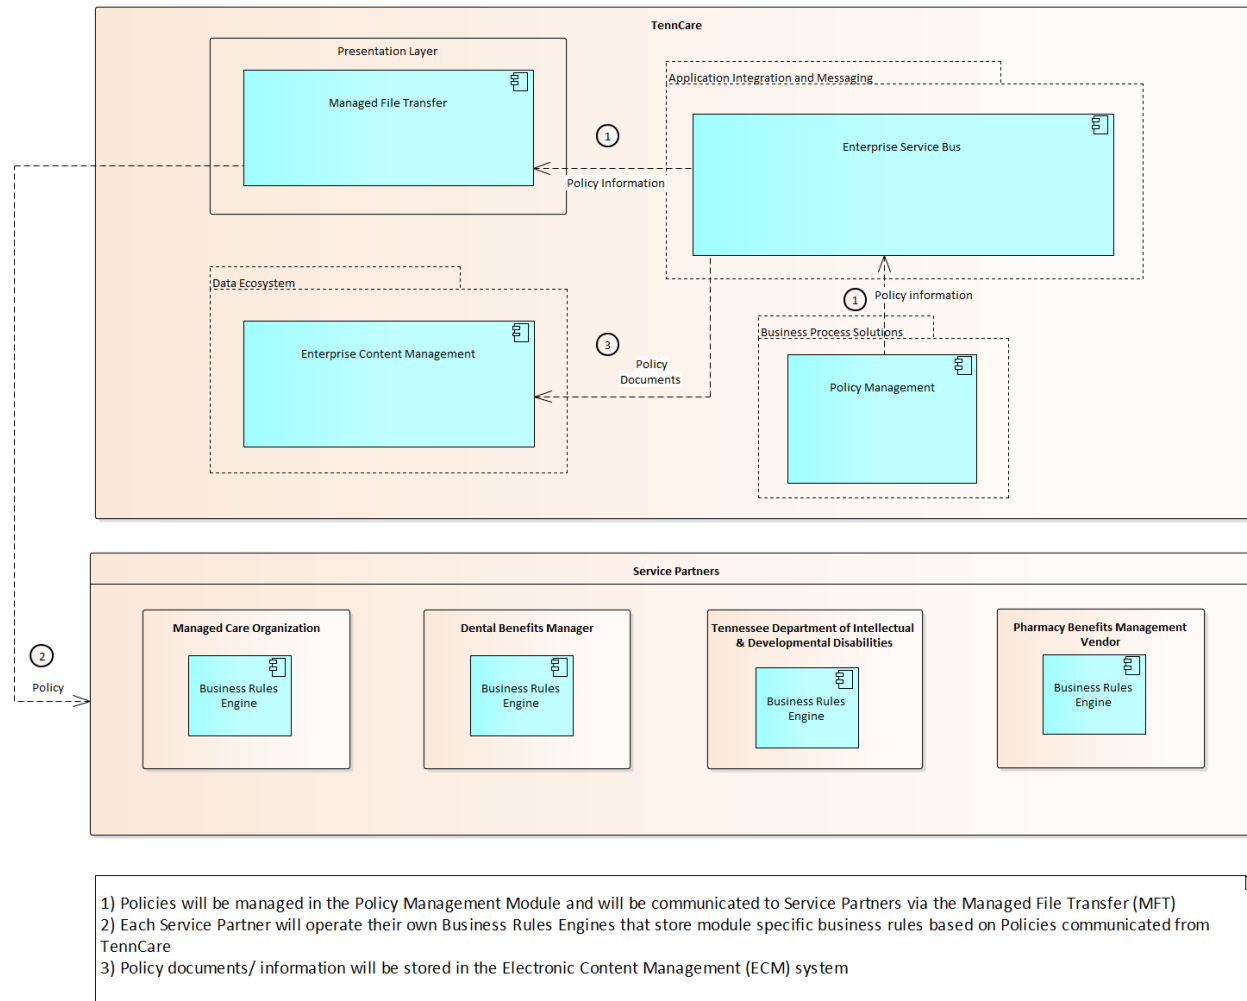 TennCare
Presentation Layer
Managed File Transfer
Application Integration and Messaging
Enterprise Service Bus
1
Policy Information
Data Ecosystem
Enterprise Content Management
3
Policy
Documents
1
Policy information
Business Process Solutions
Policy Management
Service Partners
Managed Care Organization
Business Rules
Engine
Dental Benefits Manager
Business Rules
Engine
Tennessee Department of Intellectual
& Developmental Disabilities
Business Rules
Engine
Pharmacy Benefits Management
Vendor
Business Rules
Engine
2
Policy
1) Policies will be managed in the Policy Management Module and will be communicated to Service Partners via the Managed File Transfer (MFT)
2) Each Service Partner will operate their own Business Rules Engines that store module specific business rules based on Policies communicated from
TennCare
3) Policy documents/ information will be stored in the Electronic Content Management (ECM) system